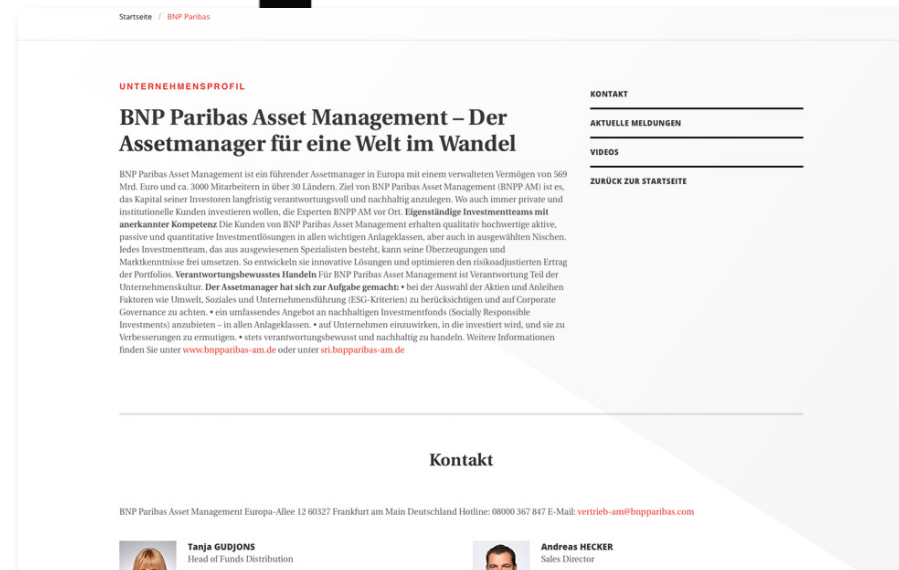 Startseite / BNP Paribas
UNTERNEHMENSPROFIL
BNP Paribas Asset Management – Der
Assetmanager für eine Welt im Wandel
BNP Paribas Asset Management ist ein führender Assetmanager in Europa mit einem verwalteten Vermögen von 569
Mrd. Euro und ca. 3000 Mitarbeitern in über 30 Ländern. Ziel von BNP Paribas Asset Management (BNPP AM) ist es,
das Kapital seiner Investoren langfristig verantwortungsvoll und nachhaltig anzulegen. Wo auch immer private und
institutionelle Kunden investieren wollen, die Experten BNPP AM vor Ort. Eigenständige Investmentteams mit
anerkannter Kompetenz Die Kunden von BNP Paribas Asset Management erhalten qualitativ hochwertige aktive,
passive und quantitative Investmentlösungen in allen wichtigen Anlageklassen, aber auch in ausgewählten Nischen.
Jedes Investmentteam, das aus ausgewiesenen Spezialisten besteht, kann seine Überzeugungen und
Marktkenntnisse frei umsetzen. So entwickeln sie innovative Lösungen und optimieren den risikoadjustierten Ertrag
der Portfolios. Verantwortungsbewusstes Handeln Für BNP Paribas Asset Management ist Verantwortung Teil der
Unternehmenskultur. Der Assetmanager hat sich zur Aufgabe gemacht: • bei der Auswahl der Aktien und Anleihen
Faktoren wie Umwelt, Soziales und Unternehmensführung (ESG-Kriterien) zu berücksichtigen und auf Corporate
Governance zu achten. • ein umfassendes Angebot an nachhaltigen Investmentfonds (Socially Responsible
Investments) anzubieten – in allen Anlageklassen. • auf Unternehmen einzuwirken, in die investiert wird, und sie zu
Verbesserungen zu ermutigen. • stets verantwortungsbewusst und nachhaltig zu handeln. Weitere Informationen
finden Sie unter www.bnpparibas-am.de oder unter sri.bnpparibas-am.de
KONTAKT
AKTUELLE MELDUNGEN
VIDEOS
ZURÜCK ZUR STARTSEITE
Kontakt
BNP Paribas Asset Management Europa-Allee 12 60327 Frankfurt am Main Deutschland Hotline: 08000 367 847 E-Mail: vertrieb-am@bnpparibas.com
Tanja GUDJONS
Head of Funds Distribution
Andreas HECKER
Sales Director